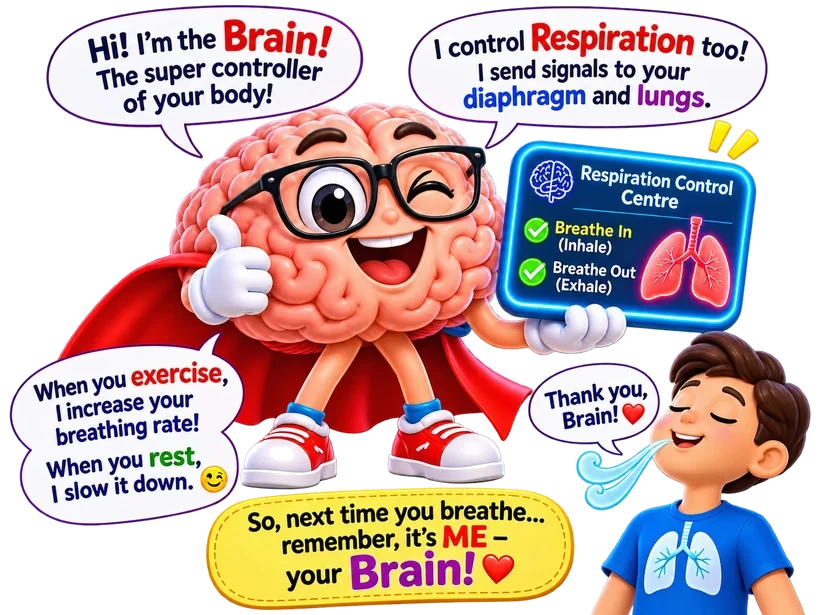 Hi! I'm the Brain!
The super controller
of your body!
I control Respiration too!
I send signals to your
diaphragm and lungs.
Respiration Control
Centre
Breathe In
(Inhale)
Breathe Out
(Exhale)
When you exercise,
I increase your
breathing rate!
When you rest,
I slow it down. 😉
Thank you,
Brain! ❤️
So, next time you breathe...
remember, it's ME –
your Brain! ❤️